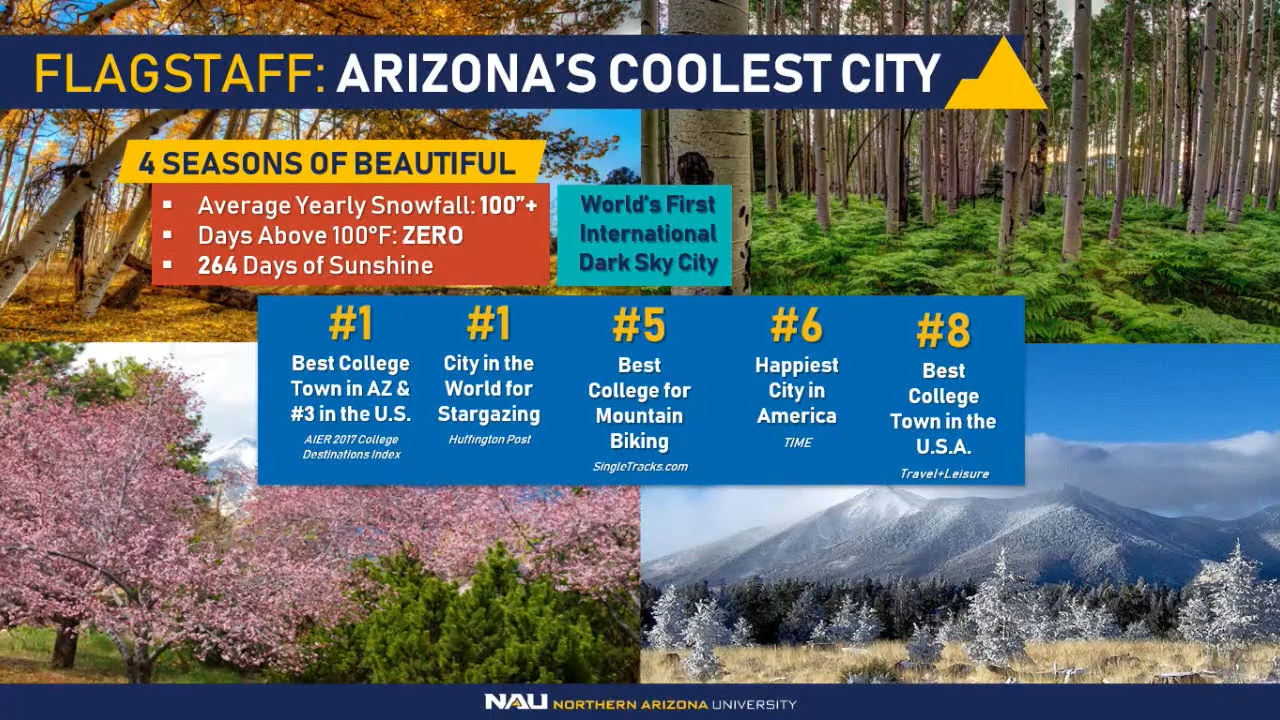 FLAGSTAFF: ARIZONA'S COOLEST CITY
4 SEASONS OF BEAUTIFUL
▪ Average Yearly Snowfall: 100”+
▪ Days Above 100°F: ZERO
▪ 264 Days of Sunshine
World's First
International
Dark Sky City
#1
Best College
Town in AZ &
#3 in the U.S.
AIER 2017 College
Destinations Index
#1
City in the
World for
Stargazing
Huffington Post
#5
Best
College for
Mountain
Biking
SingleTracks.com
#6
Happiest
City in
America
TIME
#8
Best
College
Town in the
U.S.A.
Travel+Leisure
NAU NORTHERN ARIZONA UNIVERSITY